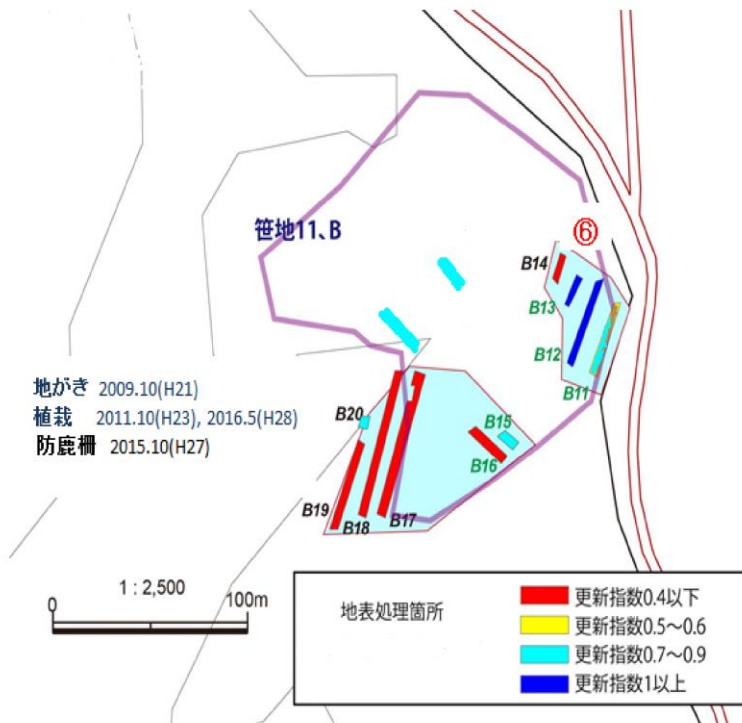 笹地11、B
⑥
B14
B13
B12
B11
地がき 2009.10(H21)
植栽 2011.10(H23), 2016.5(H28)
防鹿柵 2015.10(H27)
B20
B15
B16
B19
B18
B17
1 : 2,500
0 100m
地表処理箇所
更新指数0.4以下
更新指数0.5～0.6
更新指数0.7～0.9
更新指数1以上